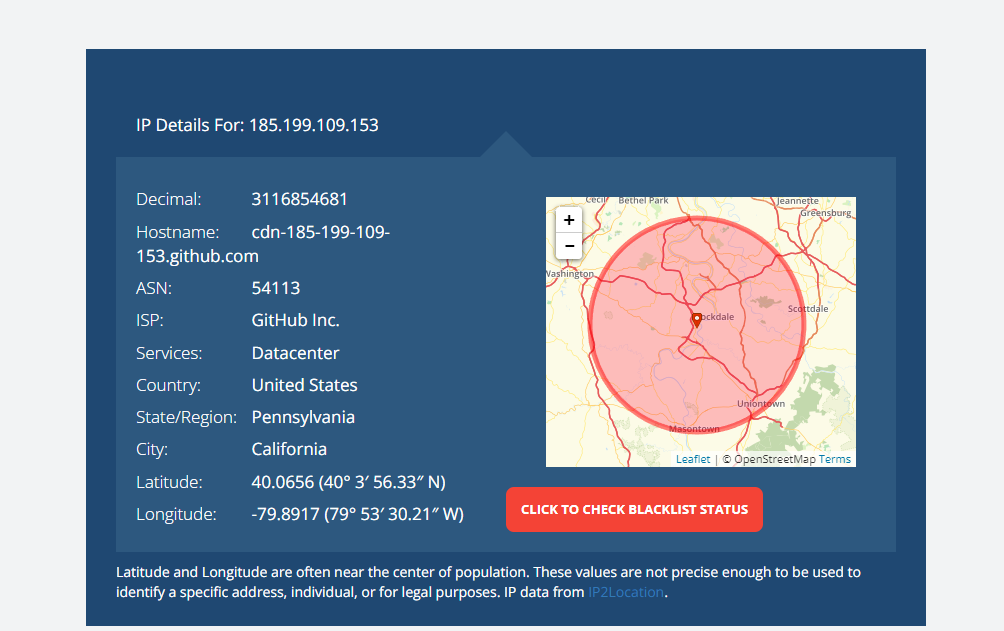 IP Details For: 185.199.109.153
Decimal: 3116854681
Hostname: cdn-185-199-109-
153.github.com
ASN: 54113
ISP: GitHub Inc.
Services: Datacenter
Country: United States
State/Region: Pennsylvania
City: California
Latitude: 40.0656 (40° 3′ 56.33″ N)
Longitude: -79.8917 (79° 53′ 30.21″ W)
+
−
Cecil
Bethel Park
Jeannette
Greensburg
Washington
ockdale
Scottdale
Uniontown
Masontown
Leaflet | © OpenStreetMap Terms
CLICK TO CHECK BLACKLIST STATUS
Latitude and Longitude are often near the center of population. These values are not precise enough to be used to
identify a specific address, individual, or for legal purposes. IP data from IP2Location.